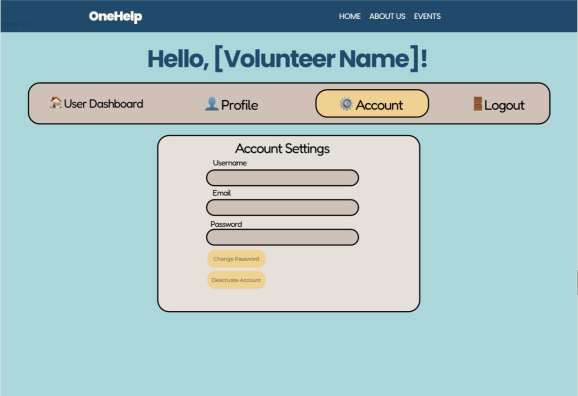 OneHelp
HOME ABOUT US EVENTS
Hello, [Volunteer Name]!
User Dashboard Profile Account Logout
Account Settings
Username
Email
Password
Change Password
Deactivate Account